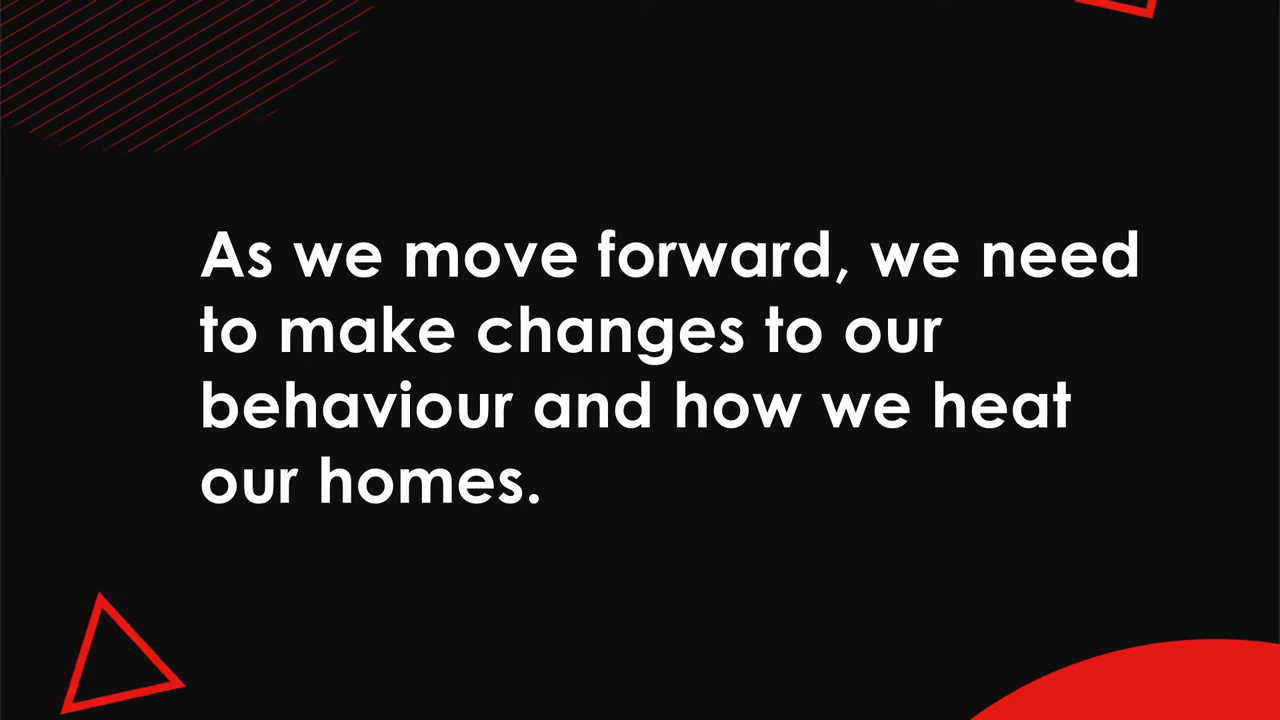 As we move forward, we need
to make changes to our
behaviour and how we heat
our homes.